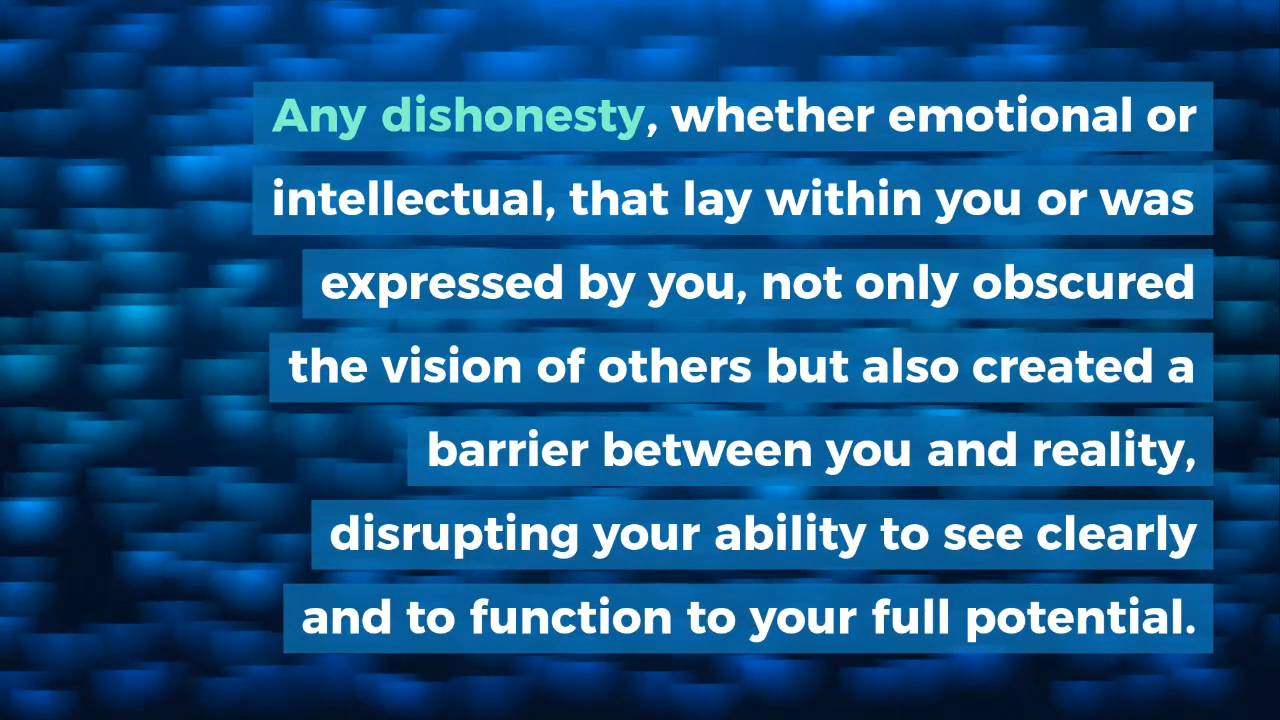 Any dishonesty, whether emotional or
intellectual, that lay within you or was
expressed by you, not only obscured
the vision of others but also created a
barrier between you and reality,
disrupting your ability to see clearly
and to function to your full potential.